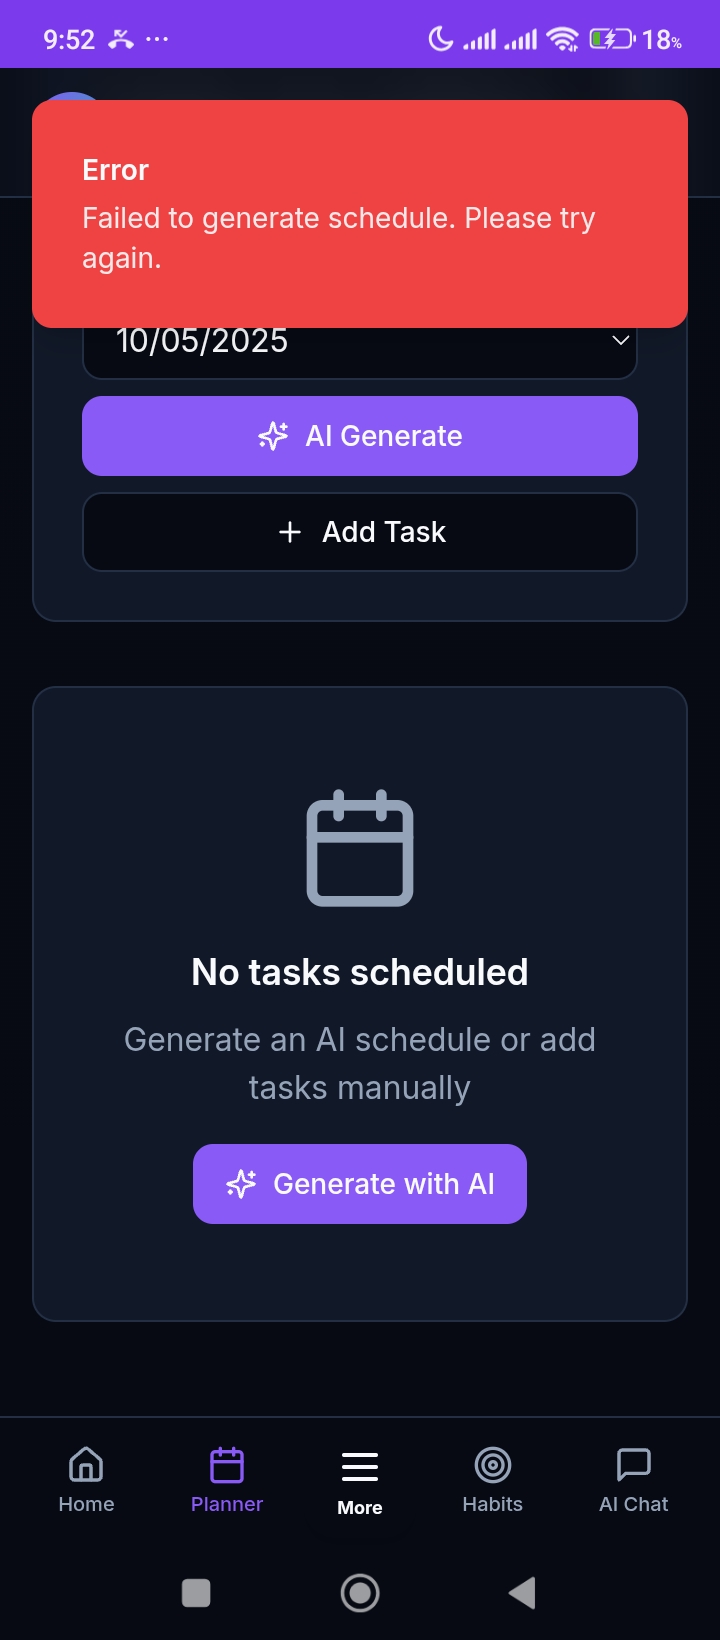 9:52 ... 18%
Error
Failed to generate schedule. Please try
again.
10/05/2025
AI Generate
Add Task
No tasks scheduled
Generate an AI schedule or add
tasks manually
Generate with AI
Home Planner More Habits AI Chat